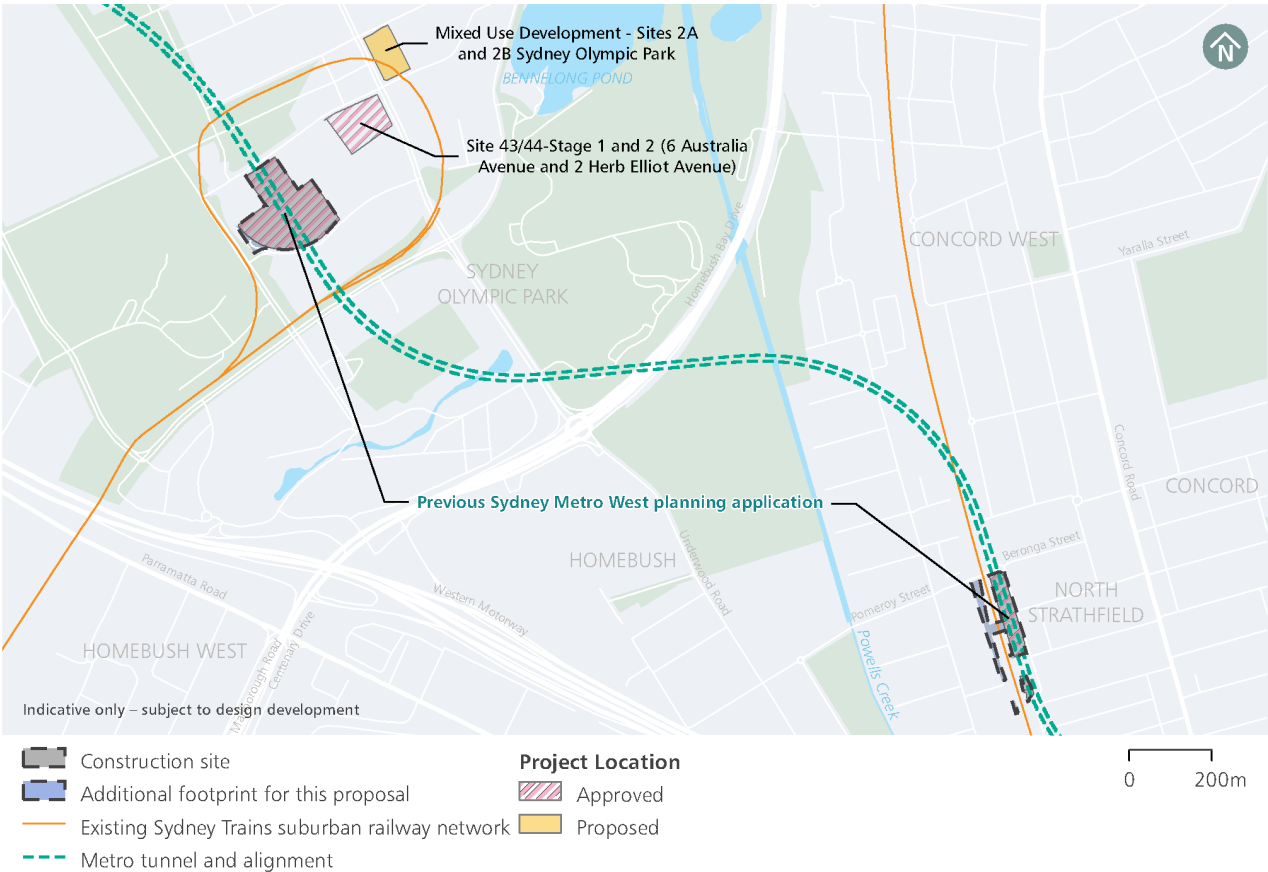 Mixed Use Development - Sites 2A
and 2B Sydney Olympic Park
BENNELONG POND
N
Site 43/44-Stage 1 and 2 (6 Australia
Avenue and 2 Herb Elliot Avenue)
Homebush Bay Drive
CONCORD WEST
Yaralla Street
SYDNEY
OLYMPIC PARK
Concord Road
CONCORD
Previous Sydney Metro West planning application
Beronga Street
HOMEBUSH
Underwood Road
Parramatta Road
Western Motorway
Pomeroy Street
NORTH
STRATHFIELD
HOMEBUSH WEST
Marlborough Road
Centenary Drive
Powells Creek
Indicative only – subject to design development
Construction site
Additional footprint for this proposal
Existing Sydney Trains suburban railway network
Metro tunnel and alignment
Project Location
Approved
Proposed
0 200m